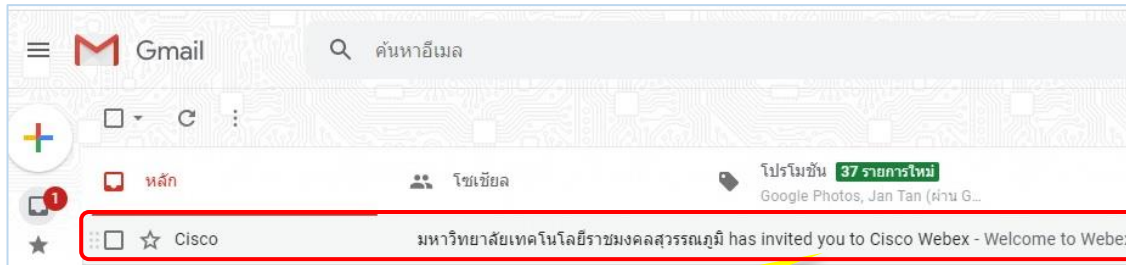 Gmail
ค้นหาอีเมล
หลัก
โซเชียล
โปรโมชัน 37 รายการใหม่
Google Photos, Jan Tan (ผ่าน G...
1
Cisco มหาวิทยาลัยเทคโนโลยีราชมงคลสุวรรณภูมิ has invited you to Cisco Webex - Welcome to Webex